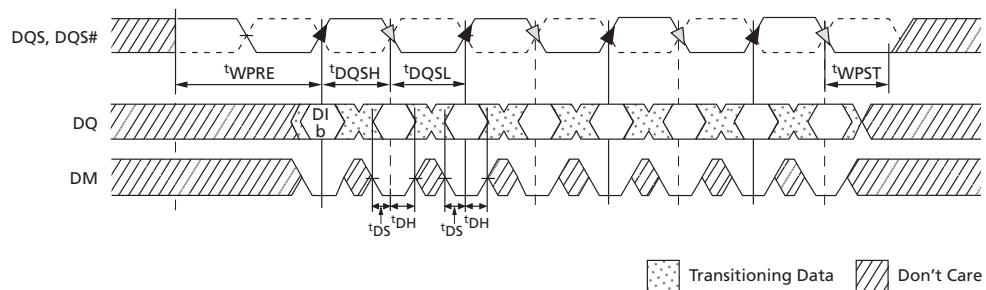 DQS, DQS#
tWPRE
tDQSH
tDQSL
tWPST
DQ
DI
b
DM
tDS
tDH
tDS
tDH
Transitioning Data
Don't Care